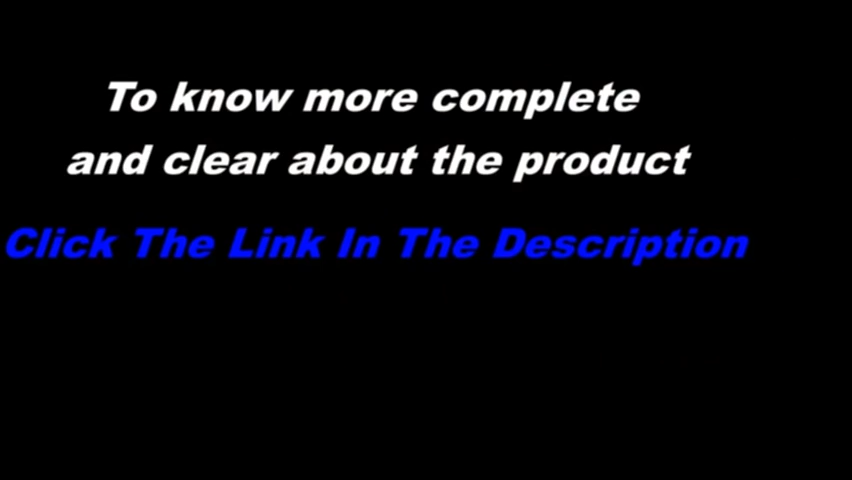 To know more complete
and clear about the product
Click The Link In The Description